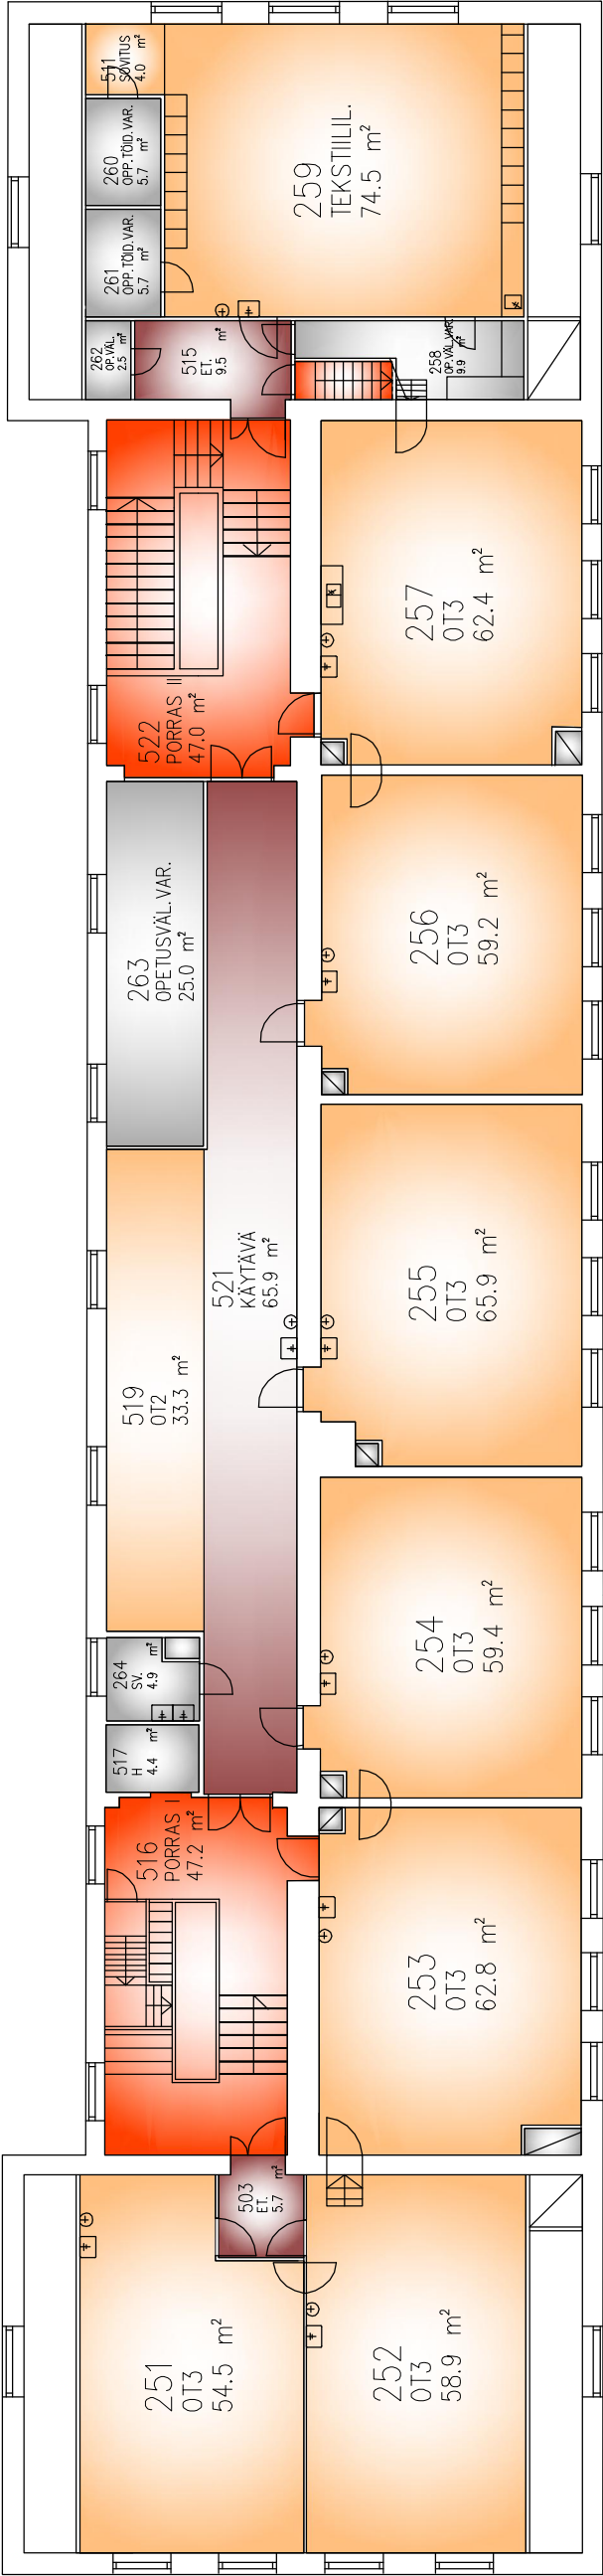 511
SOVITUS
4.0 m²
260
OPP.TÖID.VAR.
5.7 m²
261
OPP.TÖID.VAR.
5.7 m²
259
TEKSTIILIL.
74.5 m²
262
OP.VÄL.
2.5 m²
515
ET.
9.5 m²
258
OP.VÄL.VAR.
9.9 m²
522
PORRAS II
47.0 m²
257
OT3
62.4 m²
263
OPETUSVÄL.VAR.
25.0 m²
256
OT3
59.2 m²
521
KÄYTÄVÄ
65.9 m²
255
OT3
65.9 m²
519
OT2
33.3 m²
264
SV.
4.9 m²
517
H
4.4 m²
254
OT3
59.4 m²
516
PORRAS I
47.2 m²
253
OT3
62.8 m²
503
ET.
5.7 m²
251
OT3
54.5 m²
252
OT3
58.9 m²